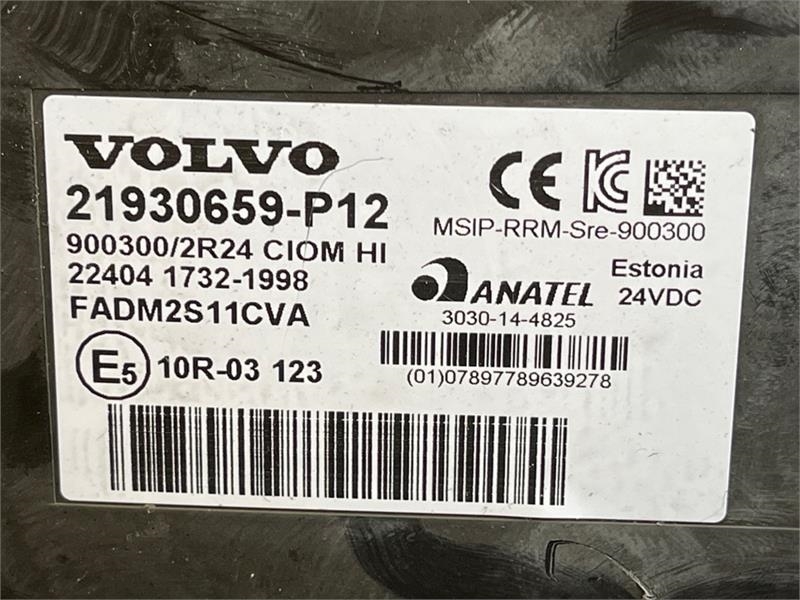 VOLVO
21930659-P12
900300/2R24 CIOM HI
22404 1732-1998
FADM2S11CVA
E5 10R-03 123
CE KC
MSIP-RRM-Sre-900300
ANATEL
3030-14-4825
Estonia
24VDC
(01)07897789639278